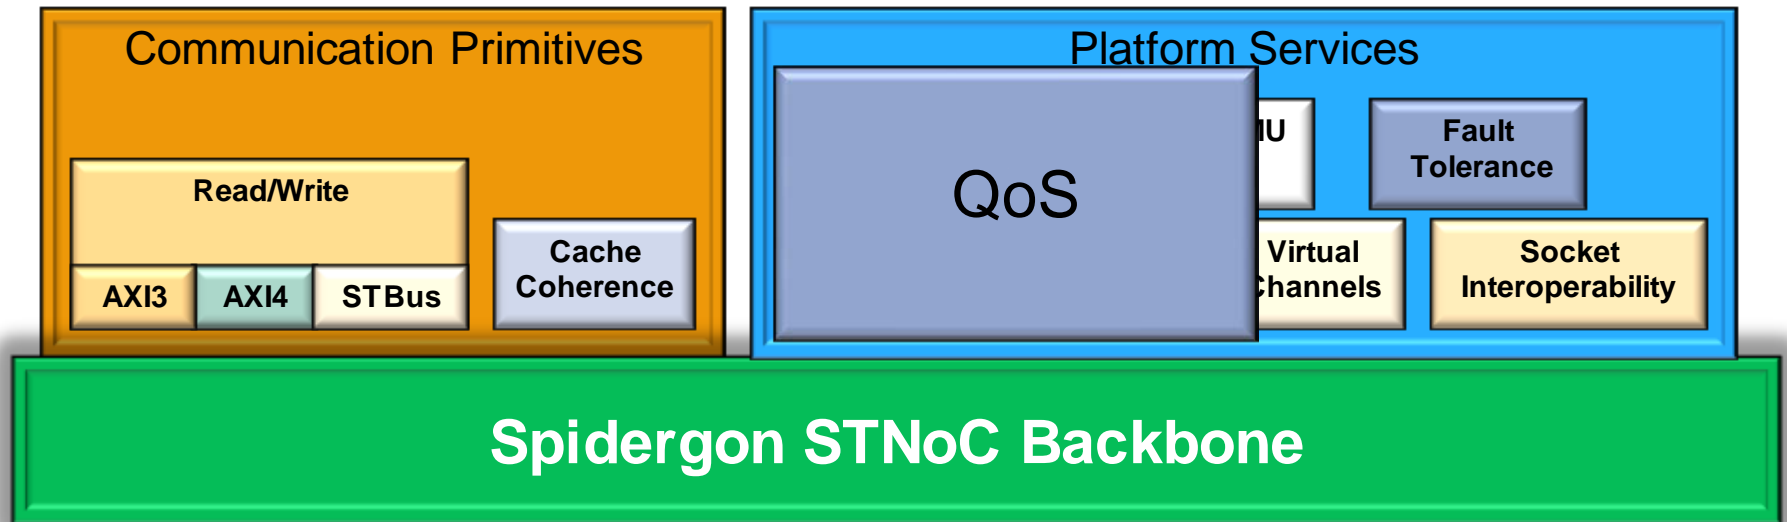 Communication Primitives
Platform Services
Read/Write
AXI3
AXI4
STBus
Cache
Coherence
QoS
Fault
Tolerance
Virtual
Channels
Socket
Interoperability
Spidergon STNoC Backbone